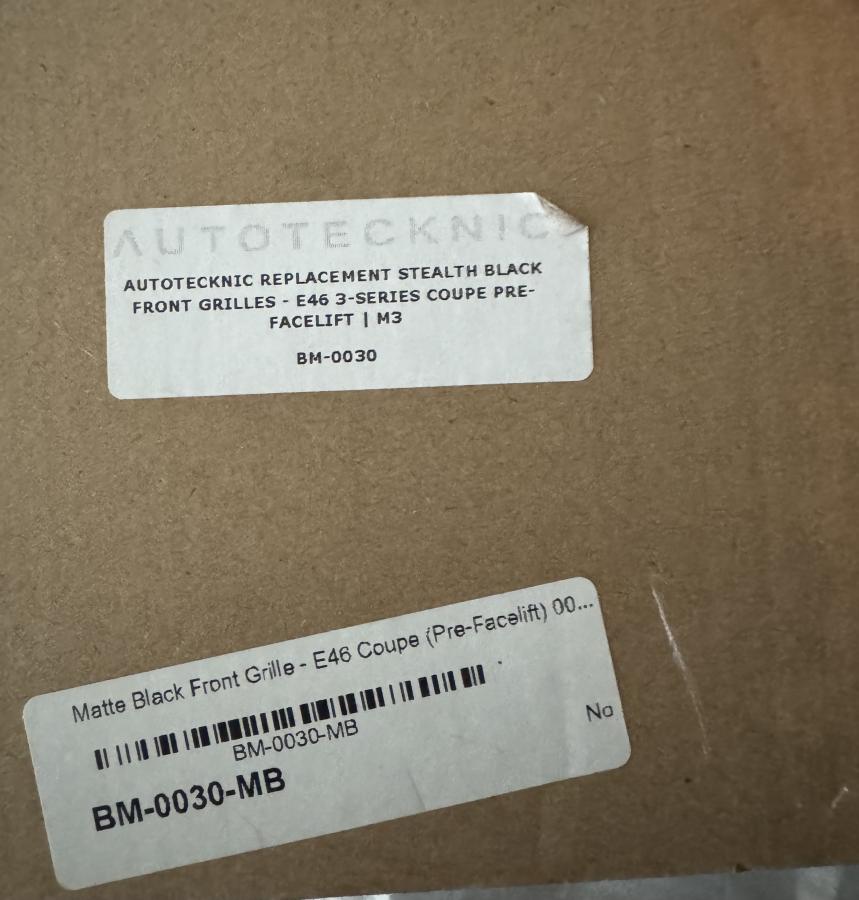 AUTOTECKNIC
AUTOTECKNIC REPLACEMENT STEALTH BLACK
FRONT GRILLES - E46 3-SERIES COUPE PRE-
FACELIFT | M3
BM-0030
Matte Black Front Grille - E46 Coupe (Pre-Facelift) 00...
BM-0030-MB
No
BM-0030-MB